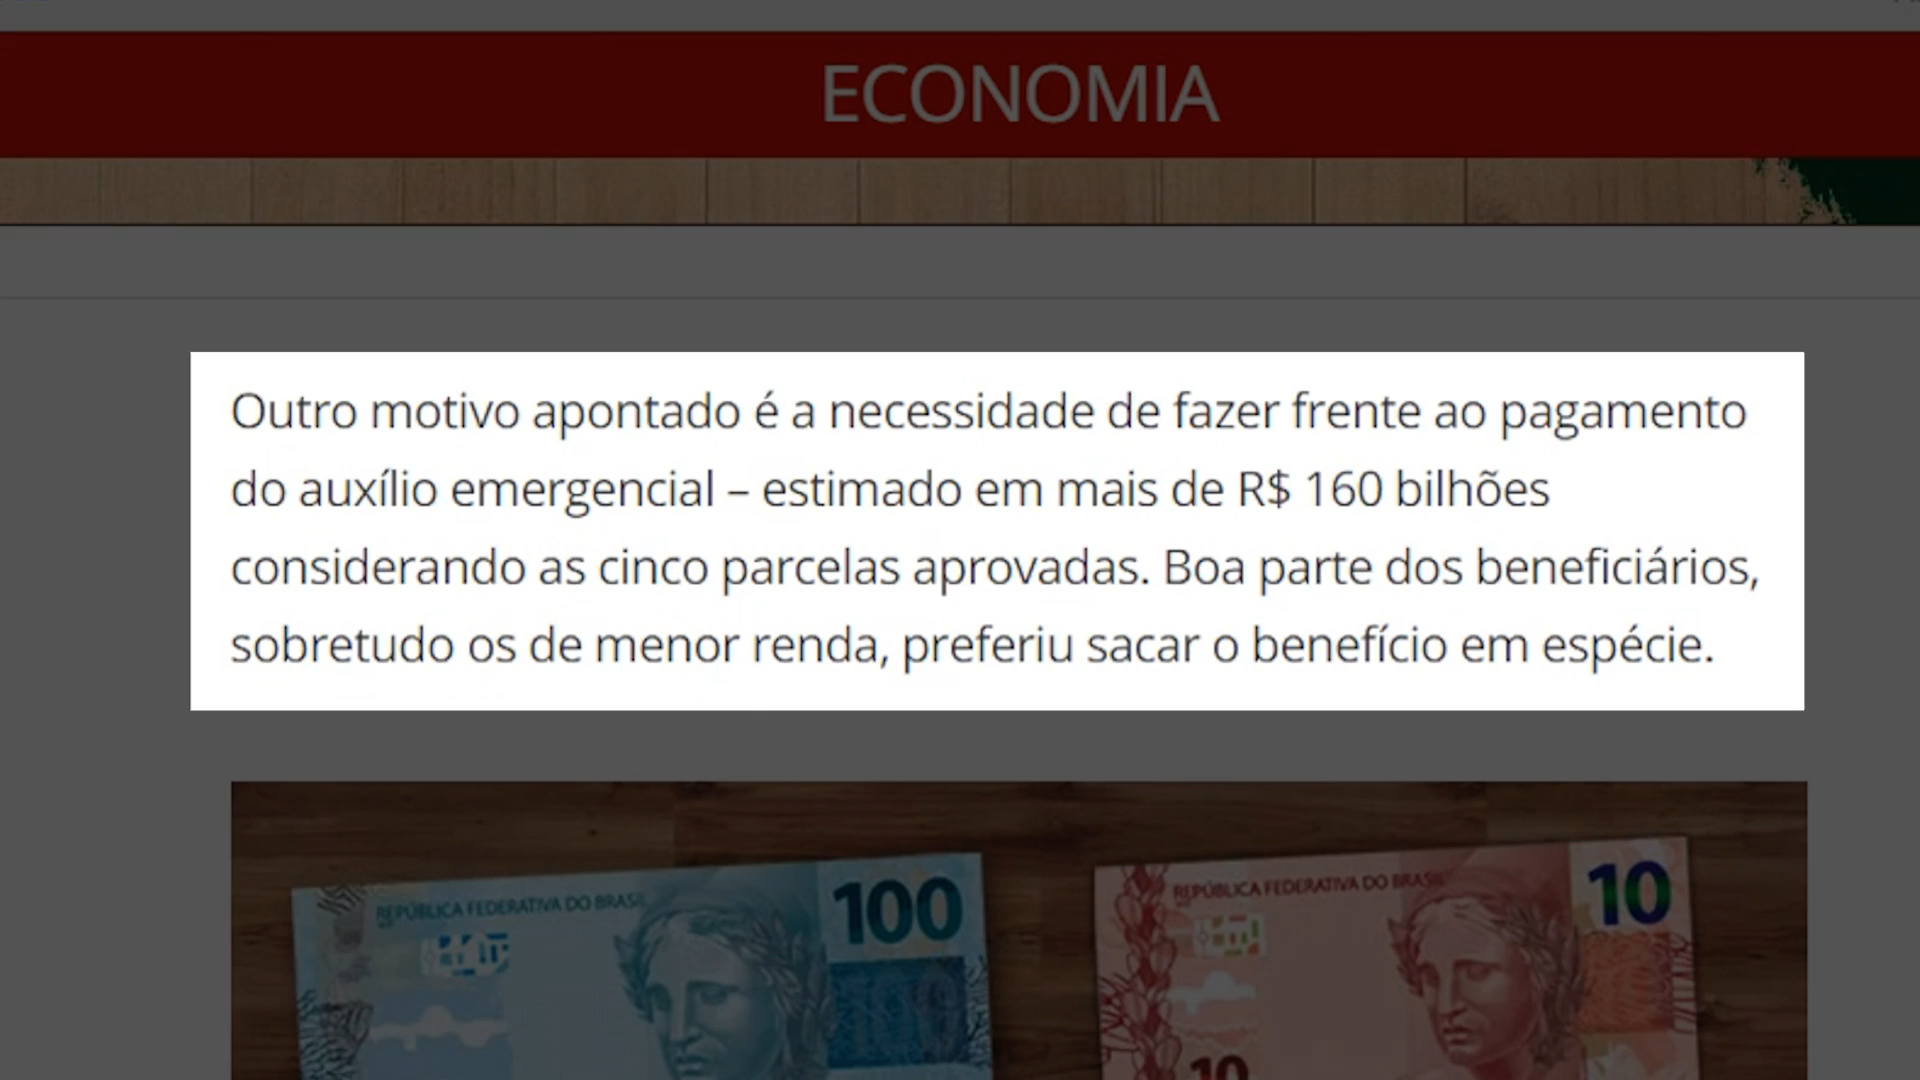 ECONOMIA
Outro motivo apontado é a necessidade de fazer frente ao pagamento
do auxílio emergencial – estimado em mais de R$ 160 bilhões
considerando as cinco parcelas aprovadas. Boa parte dos beneficiários,
sobretudo os de menor renda, preferiu sacar o benefício em espécie.
REPÚBLICA FEDERATIVA DO BRASIL
100
REPÚBLICA FEDERATIVA DO BRASIL
10
10